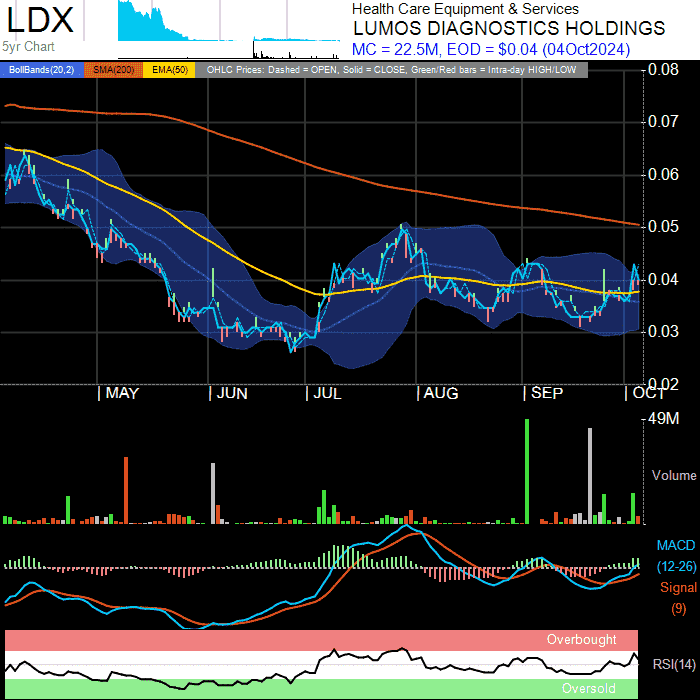 LDX
5yr Chart
Health Care Equipment & Services
LUMOS DIAGNOSTICS HOLDINGS
MC = 22.5M, EOD = $0.04 (04Oct2024)
BollBands(20,2) SMA(200) EMA(50) OHLC Prices: Dashed = OPEN, Solid = CLOSE, Green/Red bars = Intra-day HIGH/LOW
0.08
0.07
0.06
0.05
0.04
0.03
0.02
MAY JUN JUL AUG SEP OCT
49M
Volume
MACD
(12-26)
Signal
(9)
Overbought
RSI(14)
Oversold